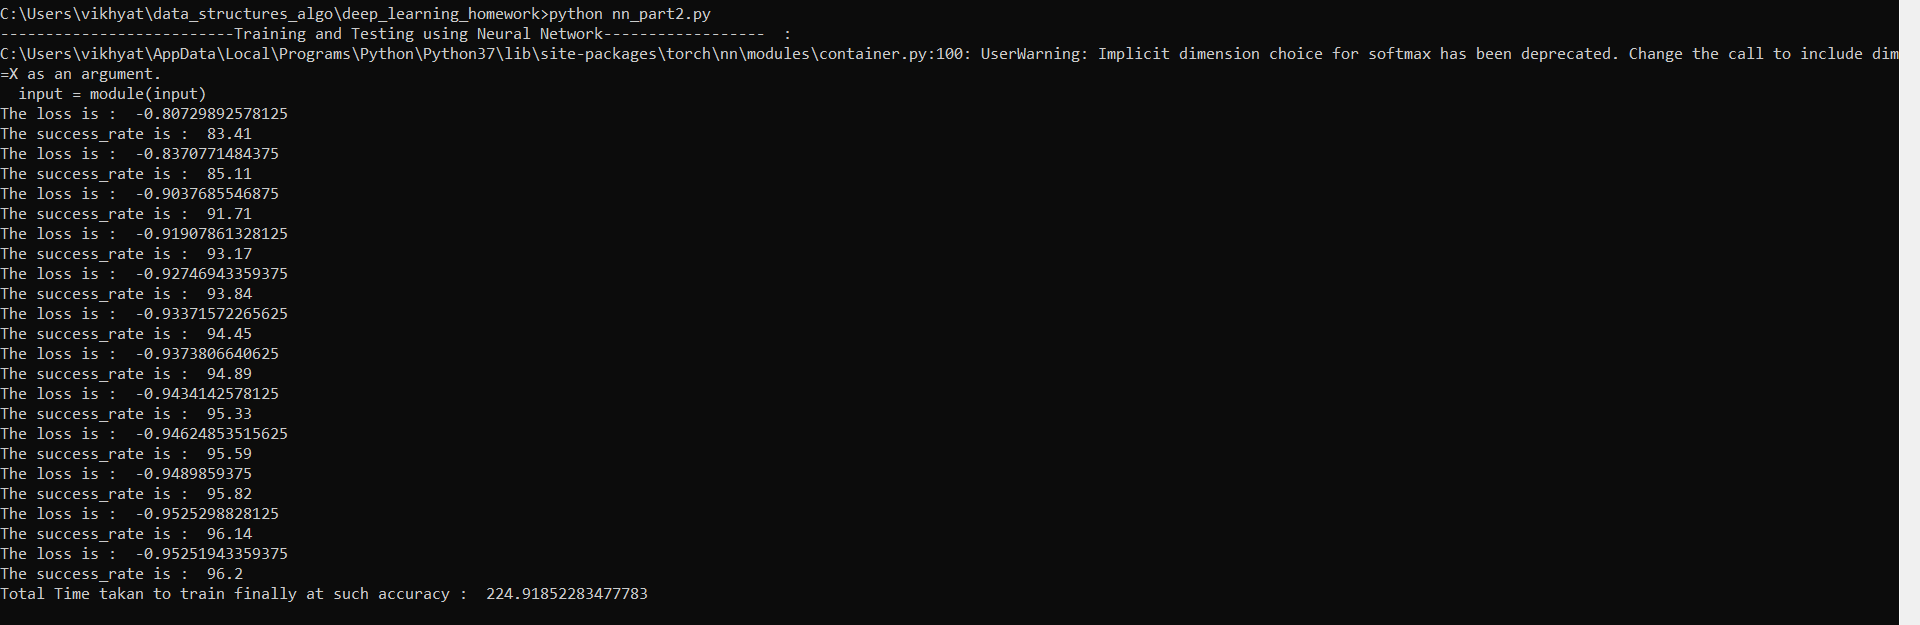 C:\Users\vikhyat\data_structures_algo\deep_learning_homework>python nn_part2.py
--------------------------Training and Testing using Neural Network------------------  :
C:\Users\vikhyat\AppData\Local\Programs\Python\Python37\lib\site-packages\torch\nn\modules\container.py:100: UserWarning: Implicit dimension choice for softmax has been deprecated. Change the call to include dim
=X as an argument.
  input = module(input)
The loss is :  -0.80729892578125
The success_rate is :  83.41
The loss is :  -0.8370771484375
The success_rate is :  85.11
The loss is :  -0.9037685546875
The success_rate is :  91.71
The loss is :  -0.91907861328125
The success_rate is :  93.17
The loss is :  -0.92746943359375
The success_rate is :  93.84
The loss is :  -0.93371572265625
The success_rate is :  94.45
The loss is :  -0.9373806640625
The success_rate is :  94.89
The loss is :  -0.9434142578125
The success_rate is :  95.33
The loss is :  -0.94624853515625
The success_rate is :  95.59
The loss is :  -0.9489859375
The success_rate is :  95.82
The loss is :  -0.9525298828125
The success_rate is :  96.14
The loss is :  -0.95251943359375
The success_rate is :  96.2
Total Time takan to train finally at such accuracy :  224.91852283477783